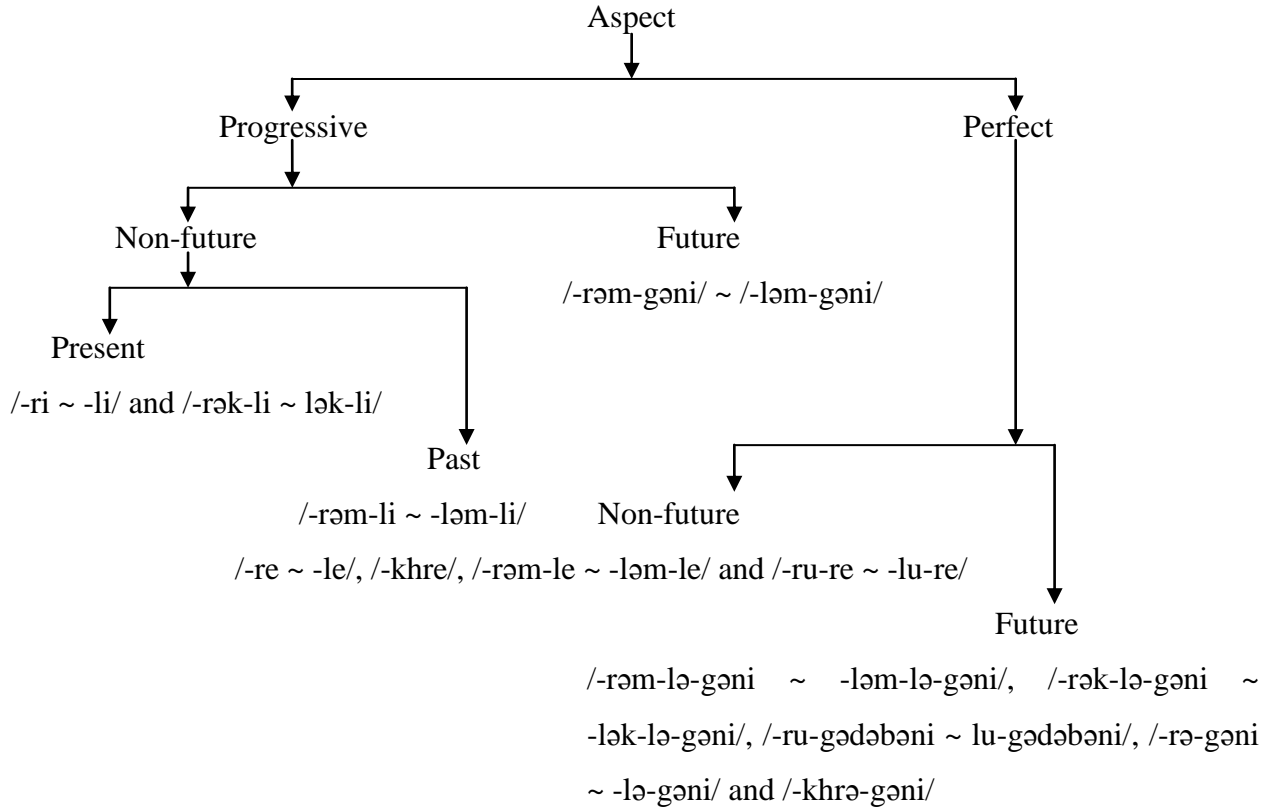 Aspect
Progressive
Perfect
Non-future
Future
/-rəm-gəni/ ~ /-ləm-gəni/
Present
/-ri ~ -li/ and /-rək-li ~ lək-li/
Past
/-rəm-li ~ -ləm-li/
Non-future
/-re ~ -le/, /-khre/, /-rəm-le ~ -ləm-le/ and /-ru-re ~ -lu-re/
Future
/-rəm-lə-gəni ~ -ləm-lə-gəni/, /-rək-lə-gəni ~
-lək-lə-gəni/, /-ru-gədəbəni ~ lu-gədəbəni/, /-rə-gəni
~ -lə-gəni/ and /-khrə-gəni/